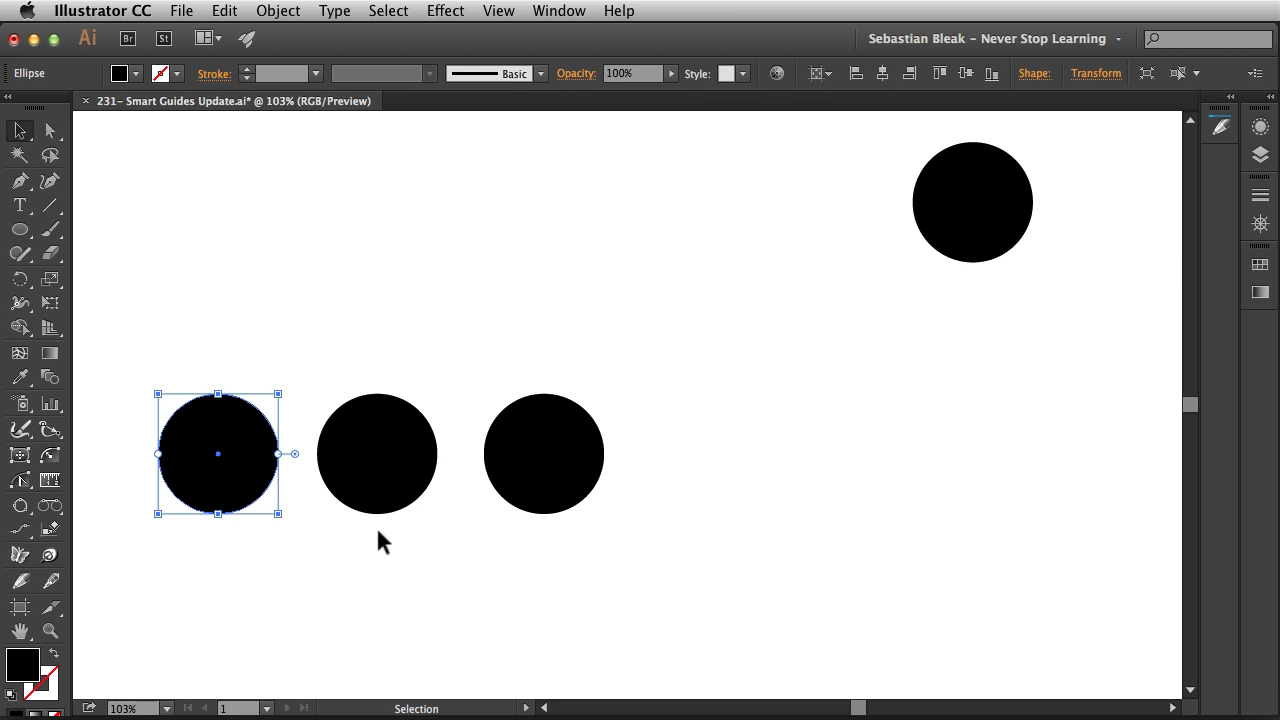 Illustrator CC File Edit Object Type Select Effect View Window Help
Ai Br St Sebastian Bleak – Never Stop Learning
Ellipse Stroke: Basic Opacity: 100% Style: Shape: Transform
231– Smart Guides Update.ai* @ 103% (RGB/Preview)
T
103% 1 Selection